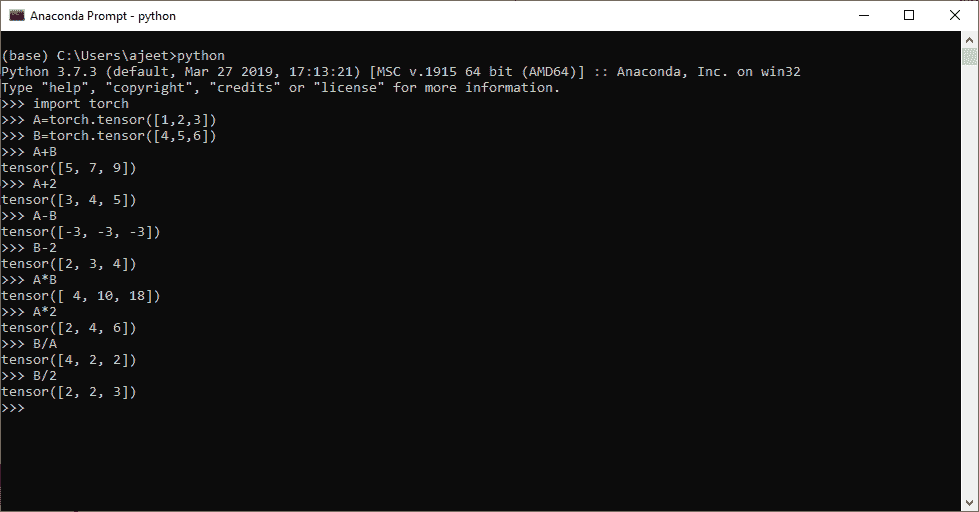 Anaconda Prompt - python
(base) C:\Users\ajeet>python
Python 3.7.3 (default, Mar 27 2019, 17:13:21) [MSC v.1915 64 bit (AMD64)] :: Anaconda, Inc. on win32
Type "help", "copyright", "credits" or "license" for more information.
>>> import torch
>>> A=torch.tensor([1,2,3])
>>> B=torch.tensor([4,5,6])
>>> A+B
tensor([5, 7, 9])
>>> A+2
tensor([3, 4, 5])
>>> A-B
tensor([-3, -3, -3])
>>> B-2
tensor([2, 3, 4])
>>> A*B
tensor([ 4, 10, 18])
>>> A*2
tensor([2, 4, 6])
>>> B/A
tensor([4, 2, 2])
>>> B/2
tensor([2, 2, 3])
>>>